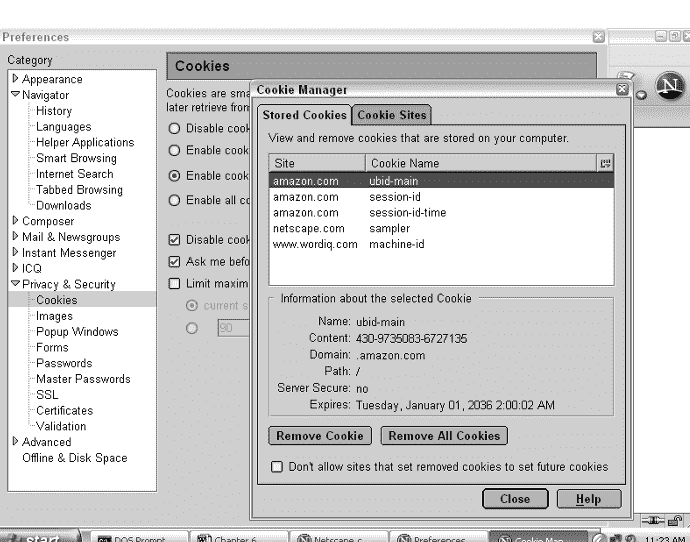 Preferences
Category
Appearance
Navigator
History
Languages
Helper Applications
Smart Browsing
Internet Search
Tabbed Browsing
Downloads
Composer
Mail & Newsgroups
Instant Messenger
ICQ
Privacy & Security
Cookies
Images
Popup Windows
Forms
Passwords
Master Passwords
SSL
Certificates
Validation
Advanced
Offline & Disk Space
Cookies
Cookies are sma
later retrieve from
Disable cook
Enable cook
Enable cook
Enable all co
Disable cook
Ask me befo
Limit maxim
current s
90
Cookie Manager
Stored Cookies Cookie Sites
View and remove cookies that are stored on your computer.
Site Cookie Name
amazon.com ubid-main
amazon.com session-id
amazon.com session-id-time
netscape.com sampler
www.wordiq.com machine-id
Information about the selected Cookie
Name: ubid-main
Content: 430-9735083-6727135
Domain: .amazon.com
Path: /
Server Secure: no
Expires: Tuesday, January 01, 2036 2:00:02 AM
Remove Cookie Remove All Cookies
Don't allow sites that set removed cookies to set future cookies
Close Help
N
start DOS Prompt Chapter 6 Netscape c Preferences Cookie Man 11:23 AM